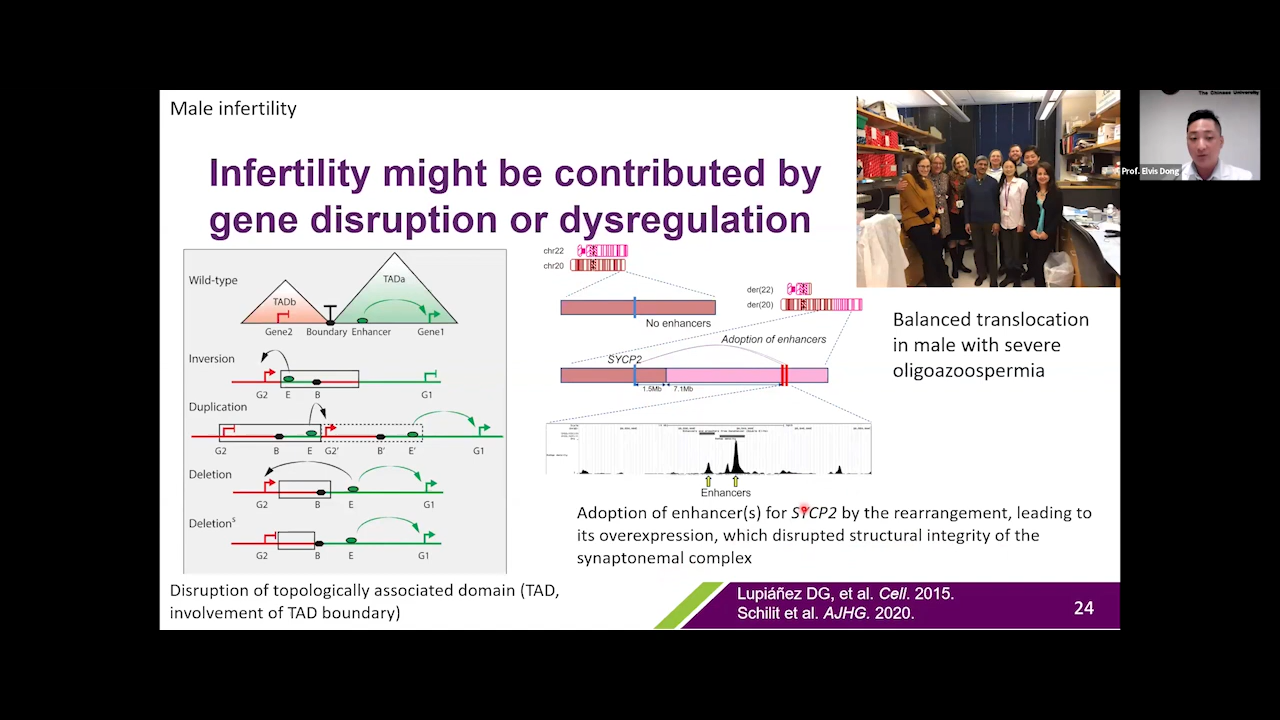 Male infertility
Infertility might be contributed by
gene disruption or dysregulation
The Chinese University
Prof. Elvis Dong
Wild-type
TADb
TADa
Gene2 Boundary Enhancer Gene1
Inversion
G2 E B G1
Duplication
G2 B E G2' B' E' G1
Deletion
G2 B E G1
Deletionˢ
G2 B E G1
Disruption of topologically associated domain (TAD,
involvement of TAD boundary)
chr22
chr20
der(22)
der(20)
No enhancers
Adoption of enhancers
SYCP2
1.5Mb 7.1Mb
Enhancers
Balanced translocation
in male with severe
oligoazoospermia
Adoption of enhancer(s) for SYCP2 by the rearrangement, leading to
its overexpression, which disrupted structural integrity of the
synaptonemal complex
Lupiáñez DG, et al. Cell. 2015.
Schilit et al. AJHG. 2020.
24